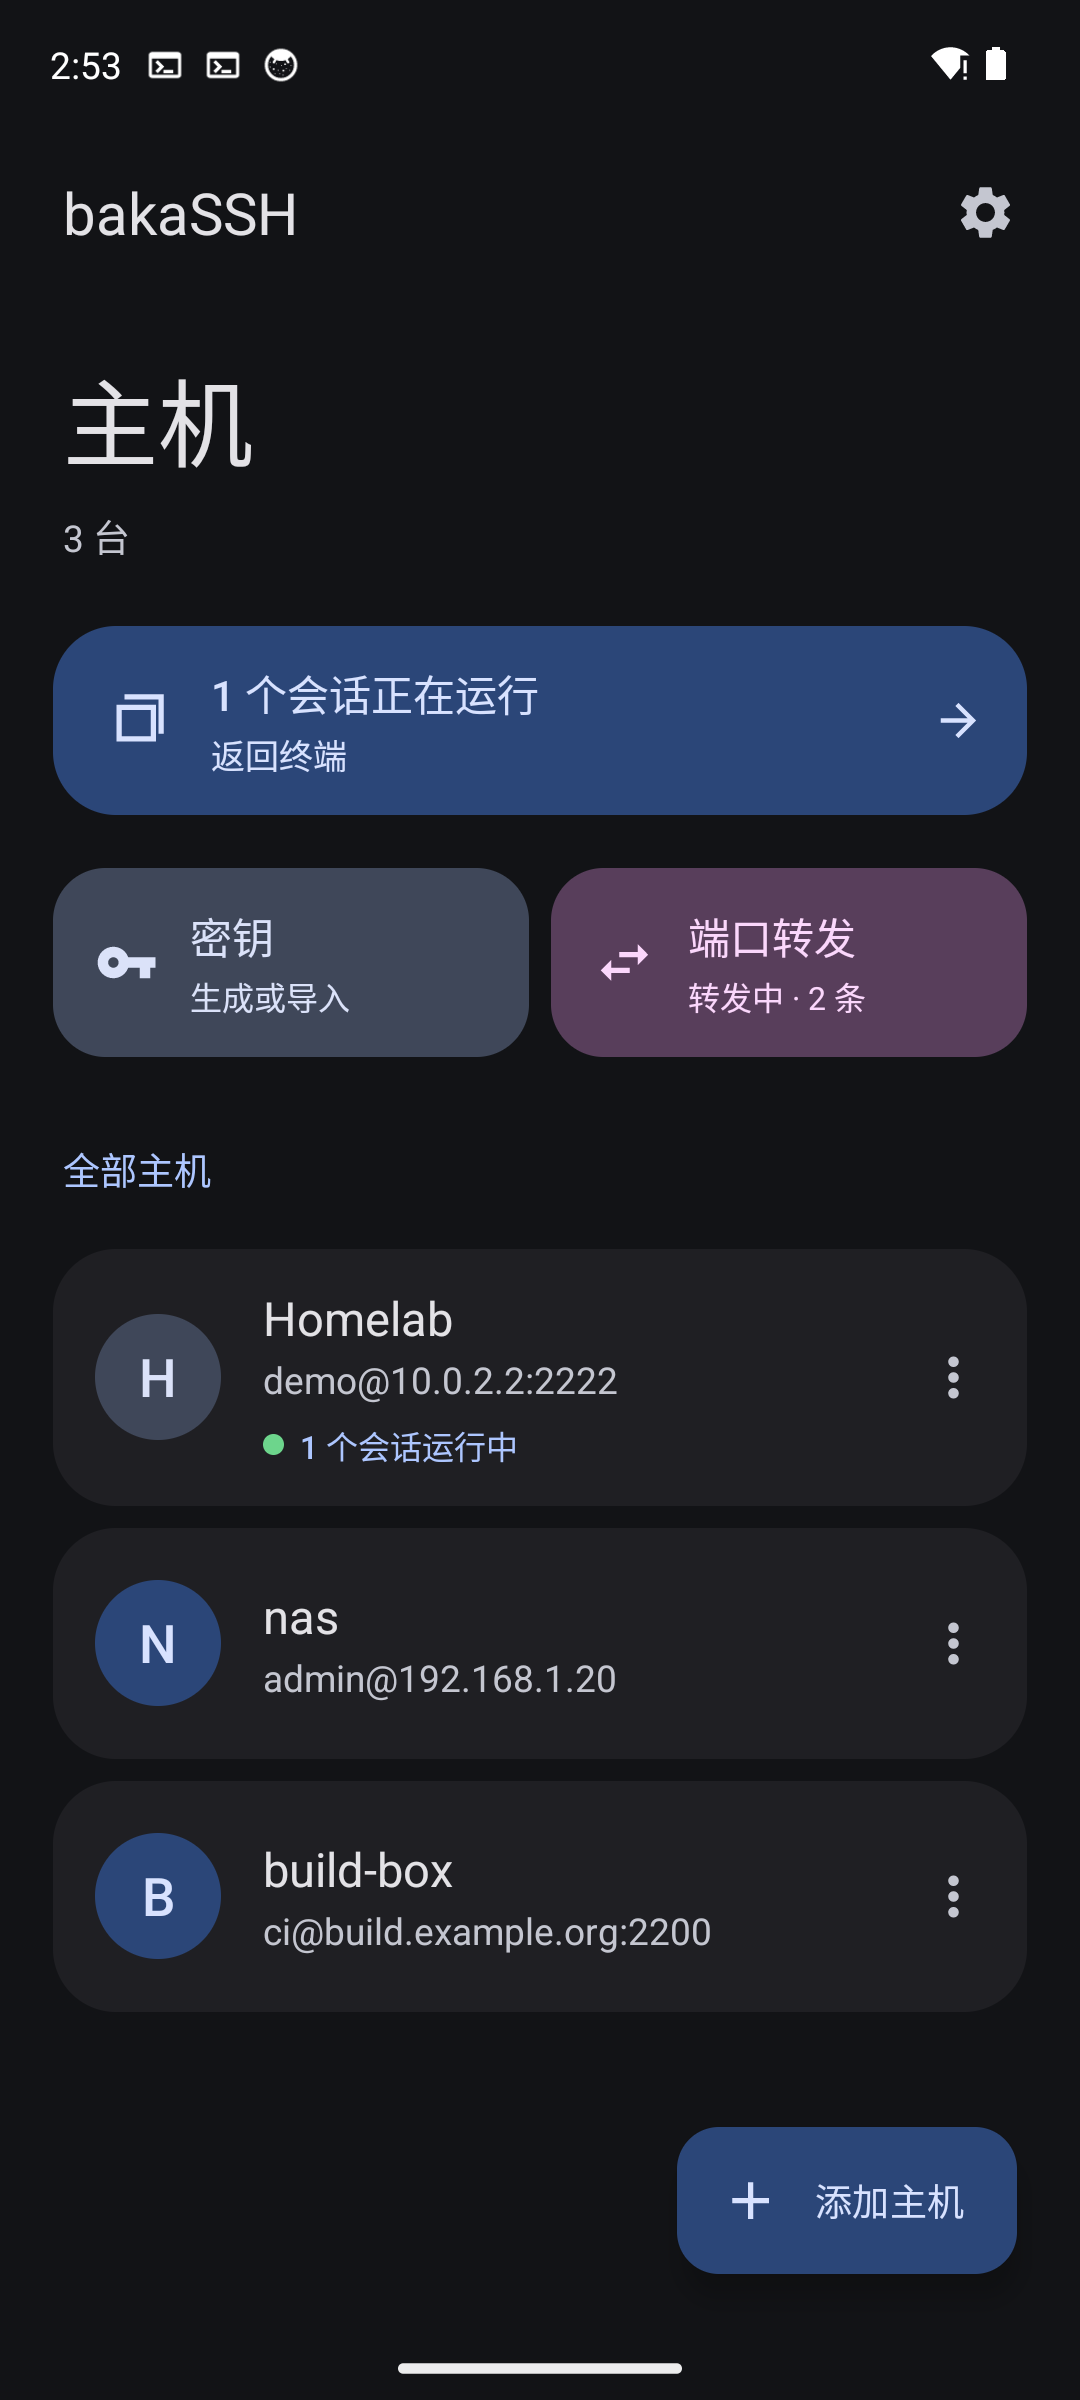 2:53
bakaSSH
主机
3 台
1 个会话正在运行
返回终端
密钥
生成或导入
端口转发
转发中 · 2 条
全部主机
H
Homelab
demo@10.0.2.2:2222
1 个会话运行中
N
nas
admin@192.168.1.20
B
build-box
ci@build.example.org:2200
添加主机